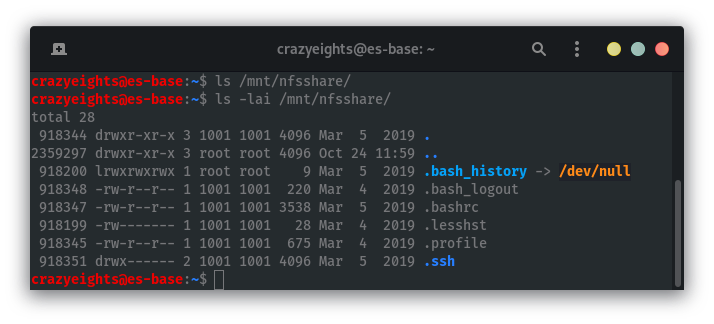 crazyeights@es-base: ~
crazyeights@es-base:~$ ls /mnt/nfsshare/
crazyeights@es-base:~$ ls -lai /mnt/nfsshare/
total 28
 918344 drwxr-xr-x 3 1001 1001 4096 Mar  5  2019 .
2359297 drwxr-xr-x 3 root root 4096 Oct 24 11:59 ..
 918200 lrwxrwxrwx 1 root root    9 Mar  5  2019 .bash_history -> /dev/null
 918348 -rw-r--r-- 1 1001 1001  220 Mar  4  2019 .bash_logout
 918347 -rw-r--r-- 1 1001 1001 3538 Mar  5  2019 .bashrc
 918199 -rw------- 1 1001 1001   28 Mar  4  2019 .lesshst
 918345 -rw-r--r-- 1 1001 1001  675 Mar  4  2019 .profile
 918351 drwx------ 2 1001 1001 4096 Mar  5  2019 .ssh
crazyeights@es-base:~$